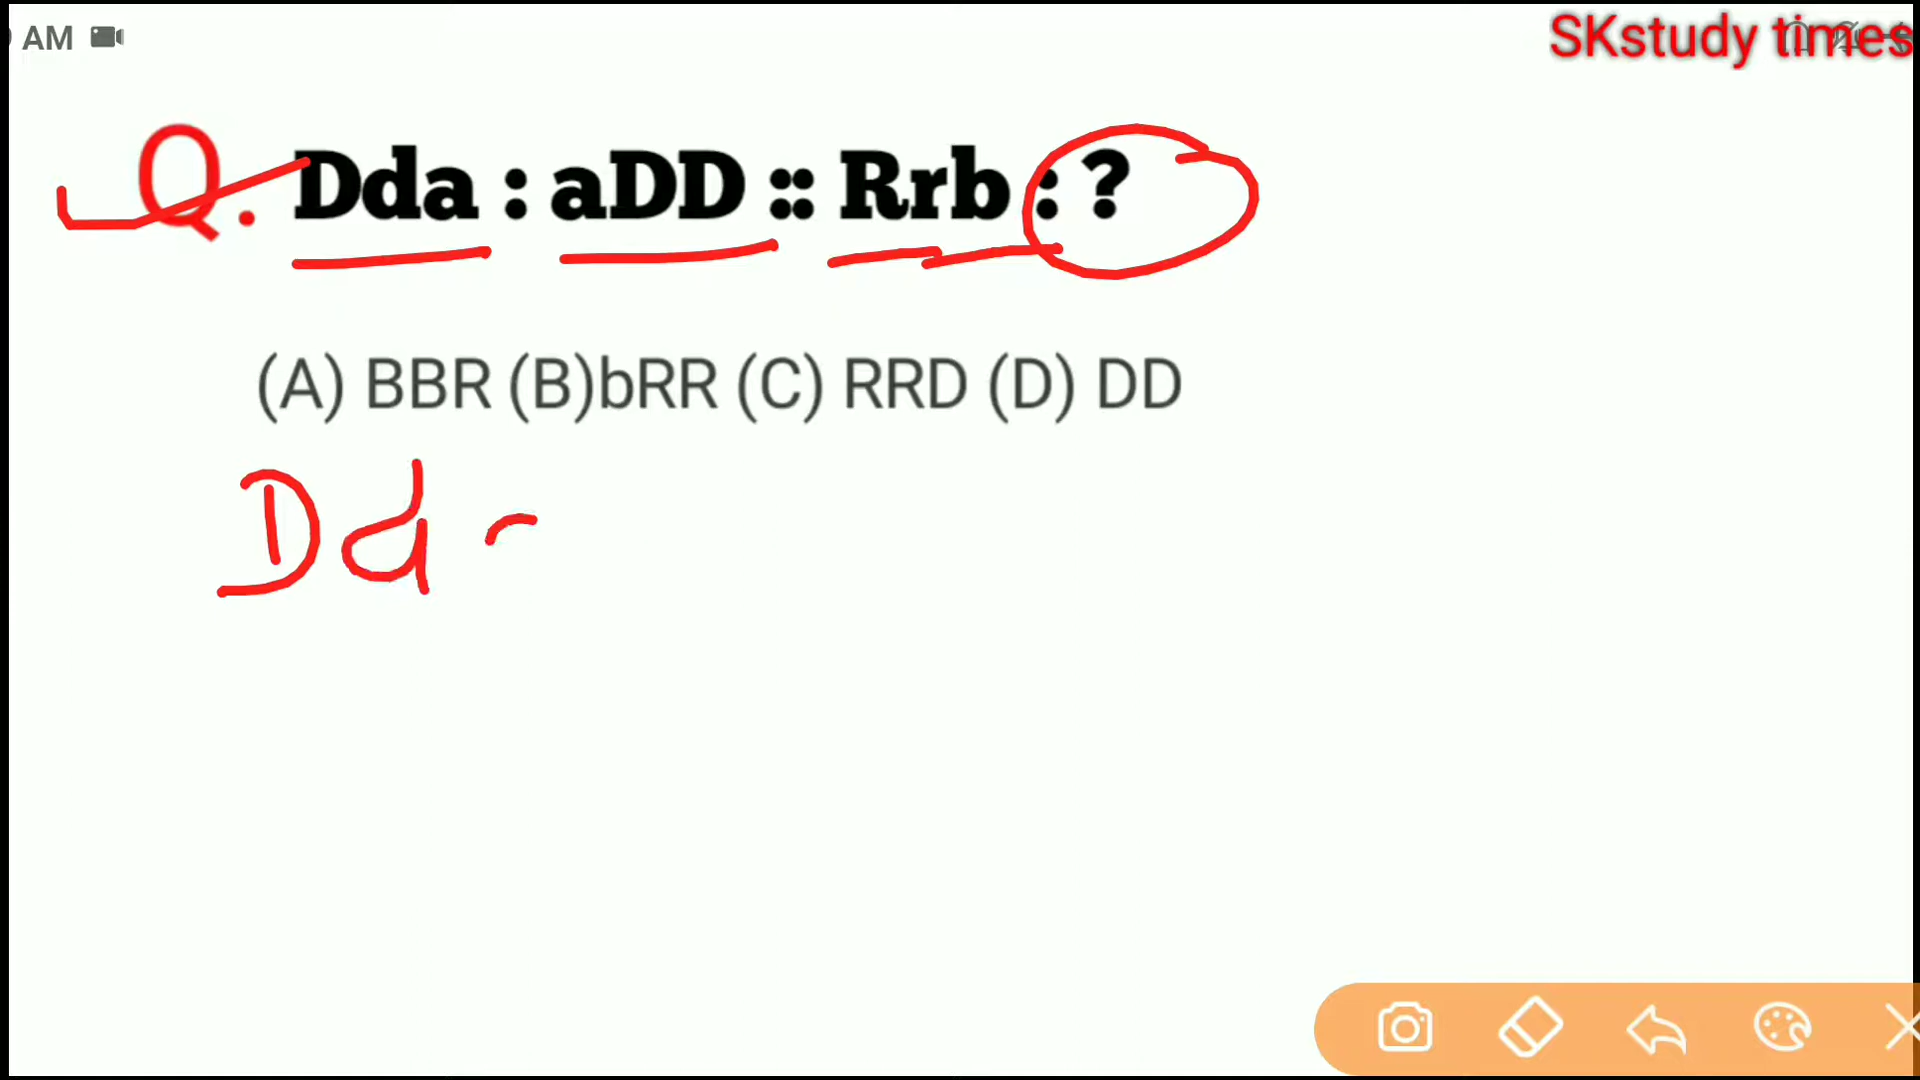 AM
SKstudy times
Q. Dda : aDD :: Rrb : ?
(A) BBR (B)bRR (C) RRD (D) DD
Dd